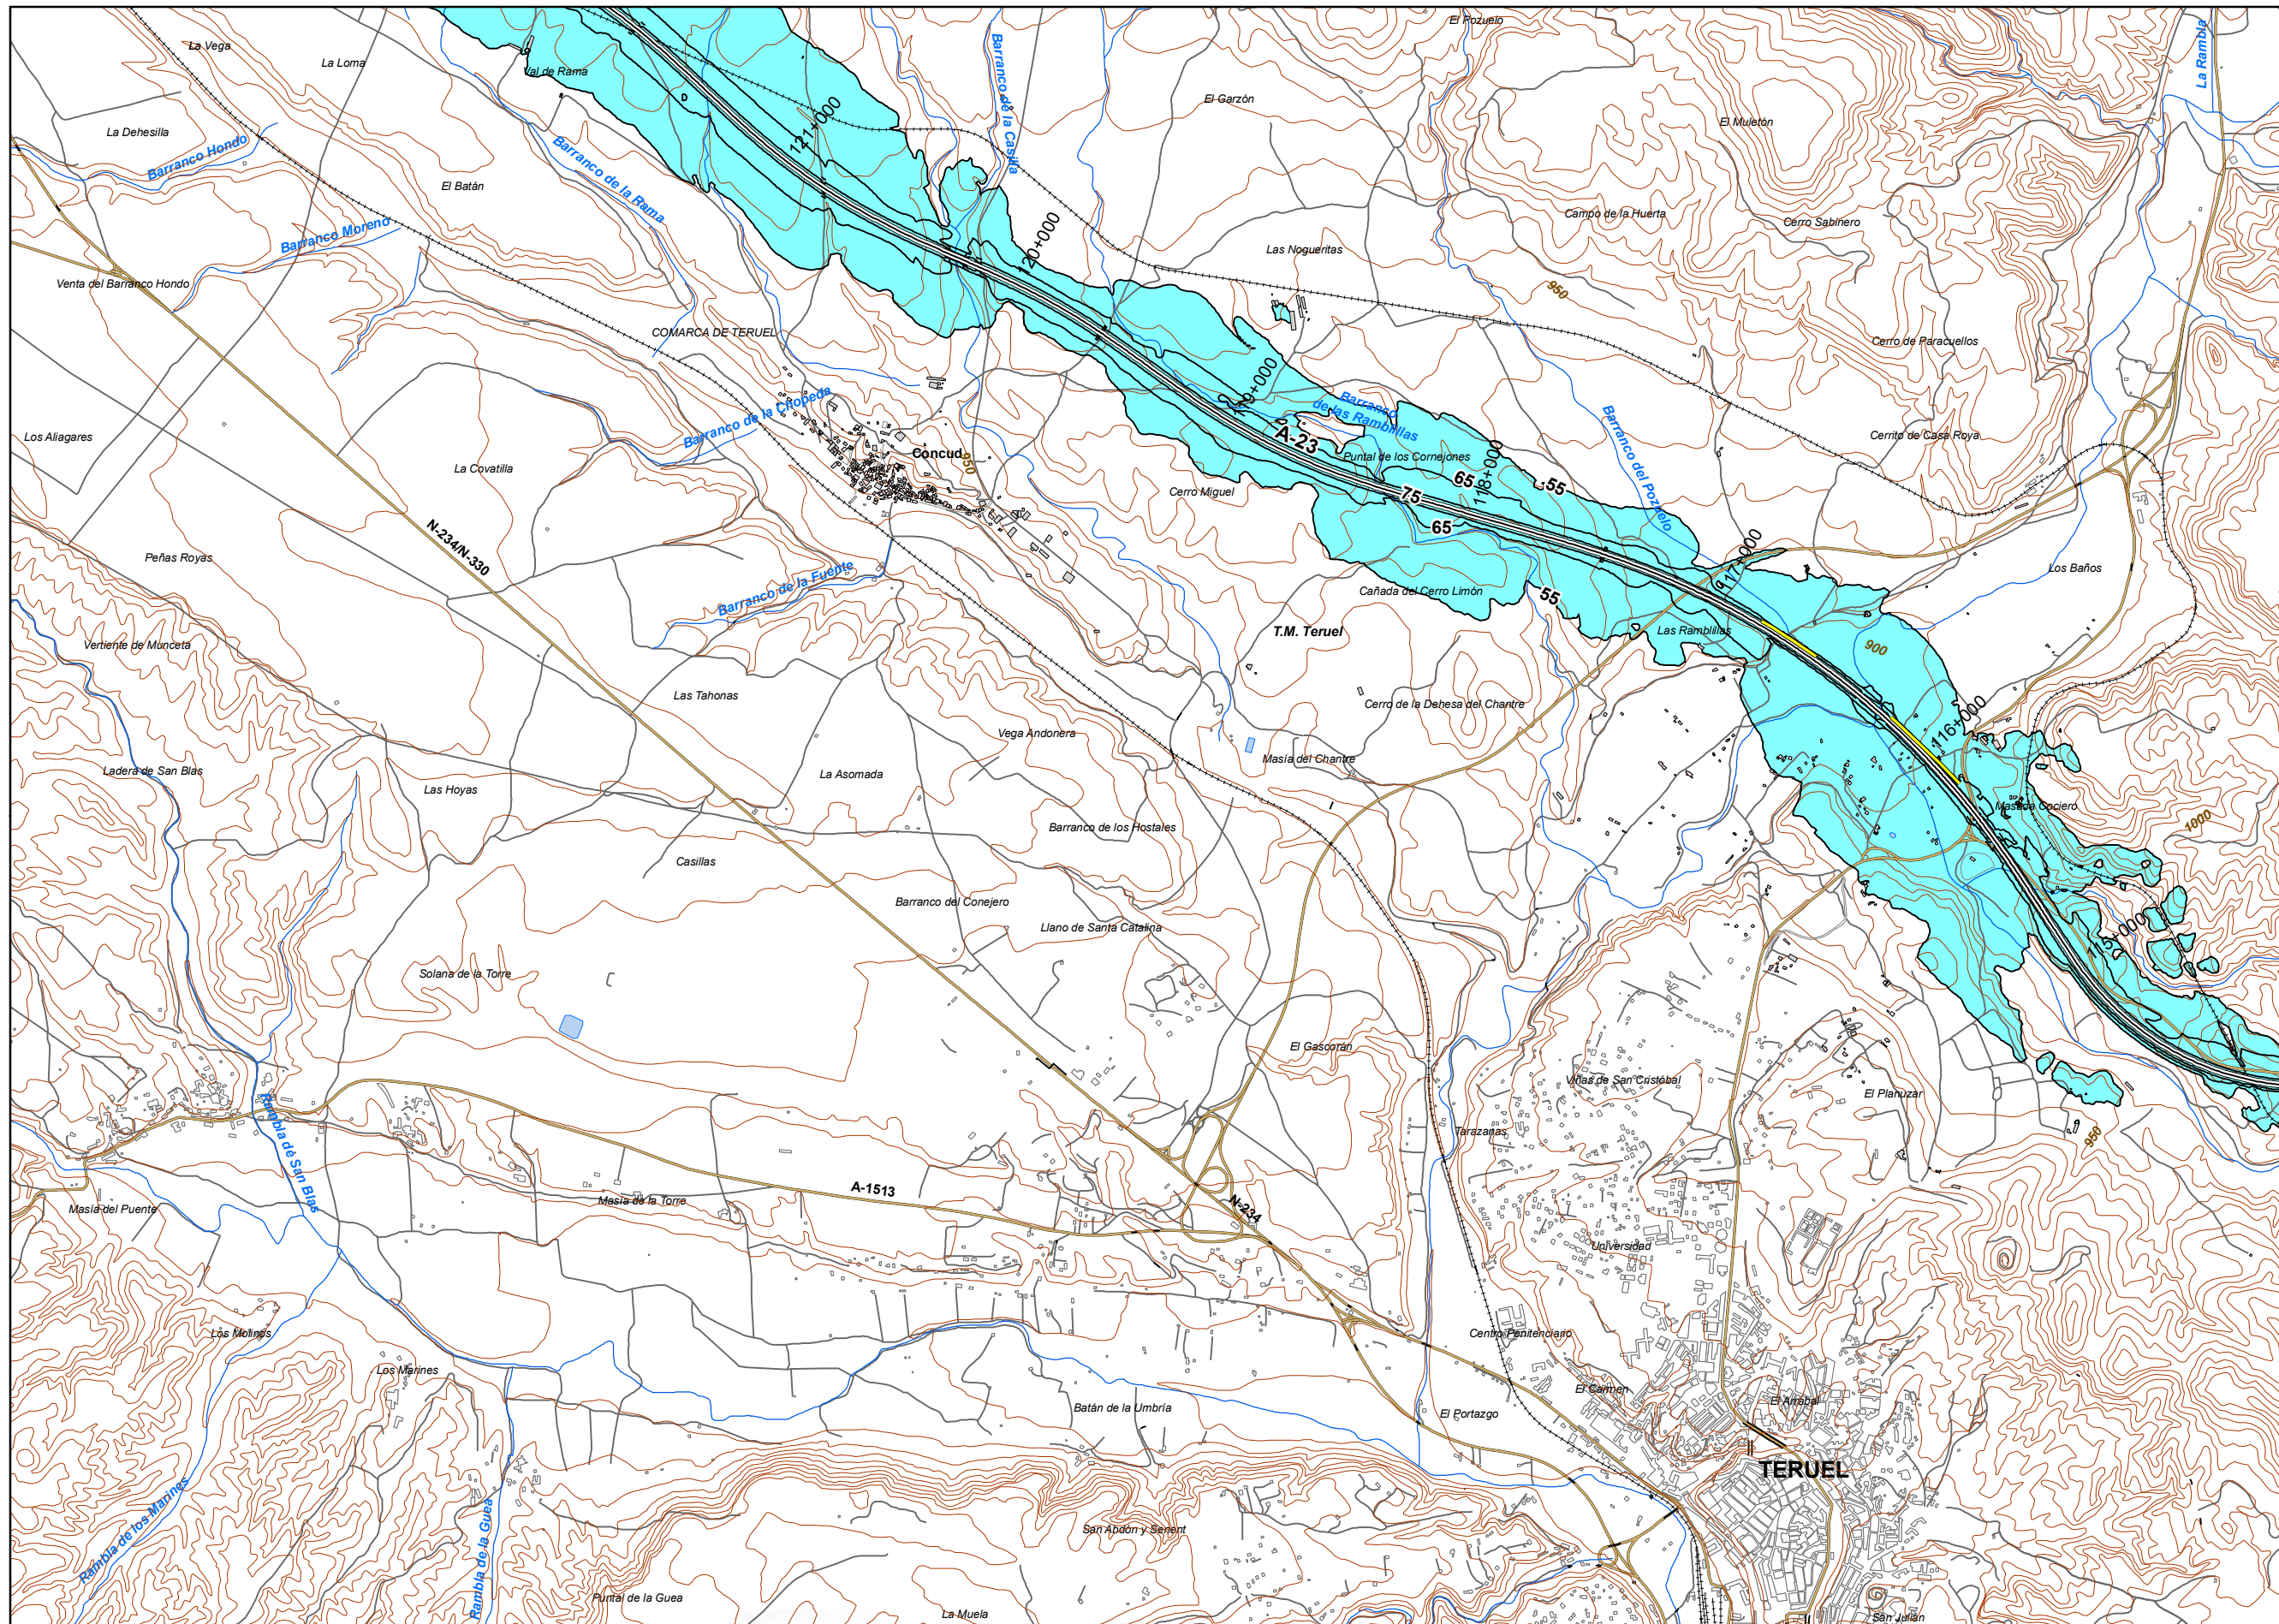 El Pozuelo
La Vega
La Loma
Val de Rama
Barranco de la Casilla
La Rambla
El Garzón
El Muletón
121+000
La Dehesilla
Barranco Hondo
Barranco de la Rama
El Batán
Barranco Moreno
120+000
Campo de la Huerta
Cerro Sabinero
Las Nogueritas
Venta del Barranco Hondo
950
COMARCA DE TERUEL
Cerro de Paracuellos
119+000
Barranco
de las Ramblillas
Barranco de la Chopeda
Barranco del Pozuelo
Los Aliagares
A-23
Cerrito de Casa Roya
Concud
950
La Covatilla
Puntal de los Cornejones
118+000
65
55
75
Cerro Miguel
65
N-234/N-330
Peñas Royas
117+000
Los Baños
Barranco de la Fuente
Cañada del Cerro Limón
55
T.M. Teruel
Las Ramblillas
Vertiente de Munceta
900
Las Tahonas
Cerro de la Dehesa del Chantre
116+000
Vega Andonera
Masía del Chantre
Ladera de San Blas
La Asomada
Las Hoyas
Masada Cociero
1000
Barranco de los Hostales
Casillas
Barranco del Conejero
Llano de Santa Catalina
115+000
Solana de la Torre
El Gascorán
Viñas de San Cristóbal
El Planuzar
Rambla de San Blas
Tarazanas
950
A-1513
Masía de la Torre
N-234
Masía del Puente
Universidad
Los Molinos
Centro Penitenciario
Los Marines
El Carmen
El Arrabal
Batán de la Umbría
El Portazgo
TERUEL
Rambla de los Marines
Rambla de la Guea
San Abdón y Senent
Puntal de la Guea
La Muela
San Julián